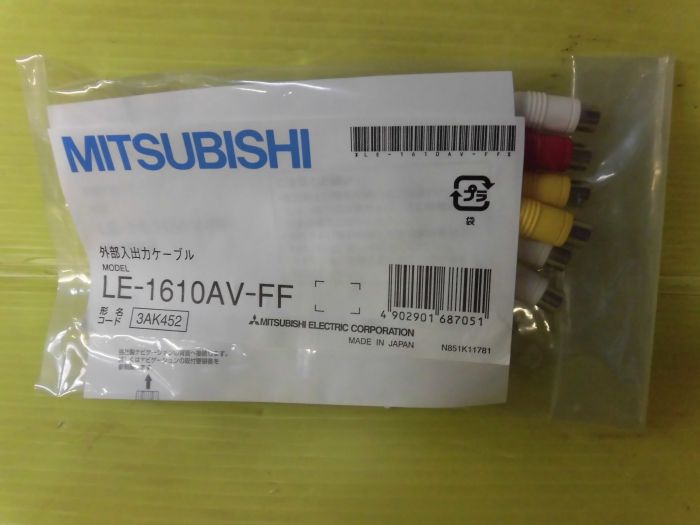 MITSUBISHI
*LE-1610AV-FF*
プラ
袋
外部入出力ケーブル
MODEL
LE-1610AV-FF
形名
コード
3AK452
4 902901 687051
MITSUBISHI ELECTRIC CORPORATION
MADE IN JAPAN
N851K11781